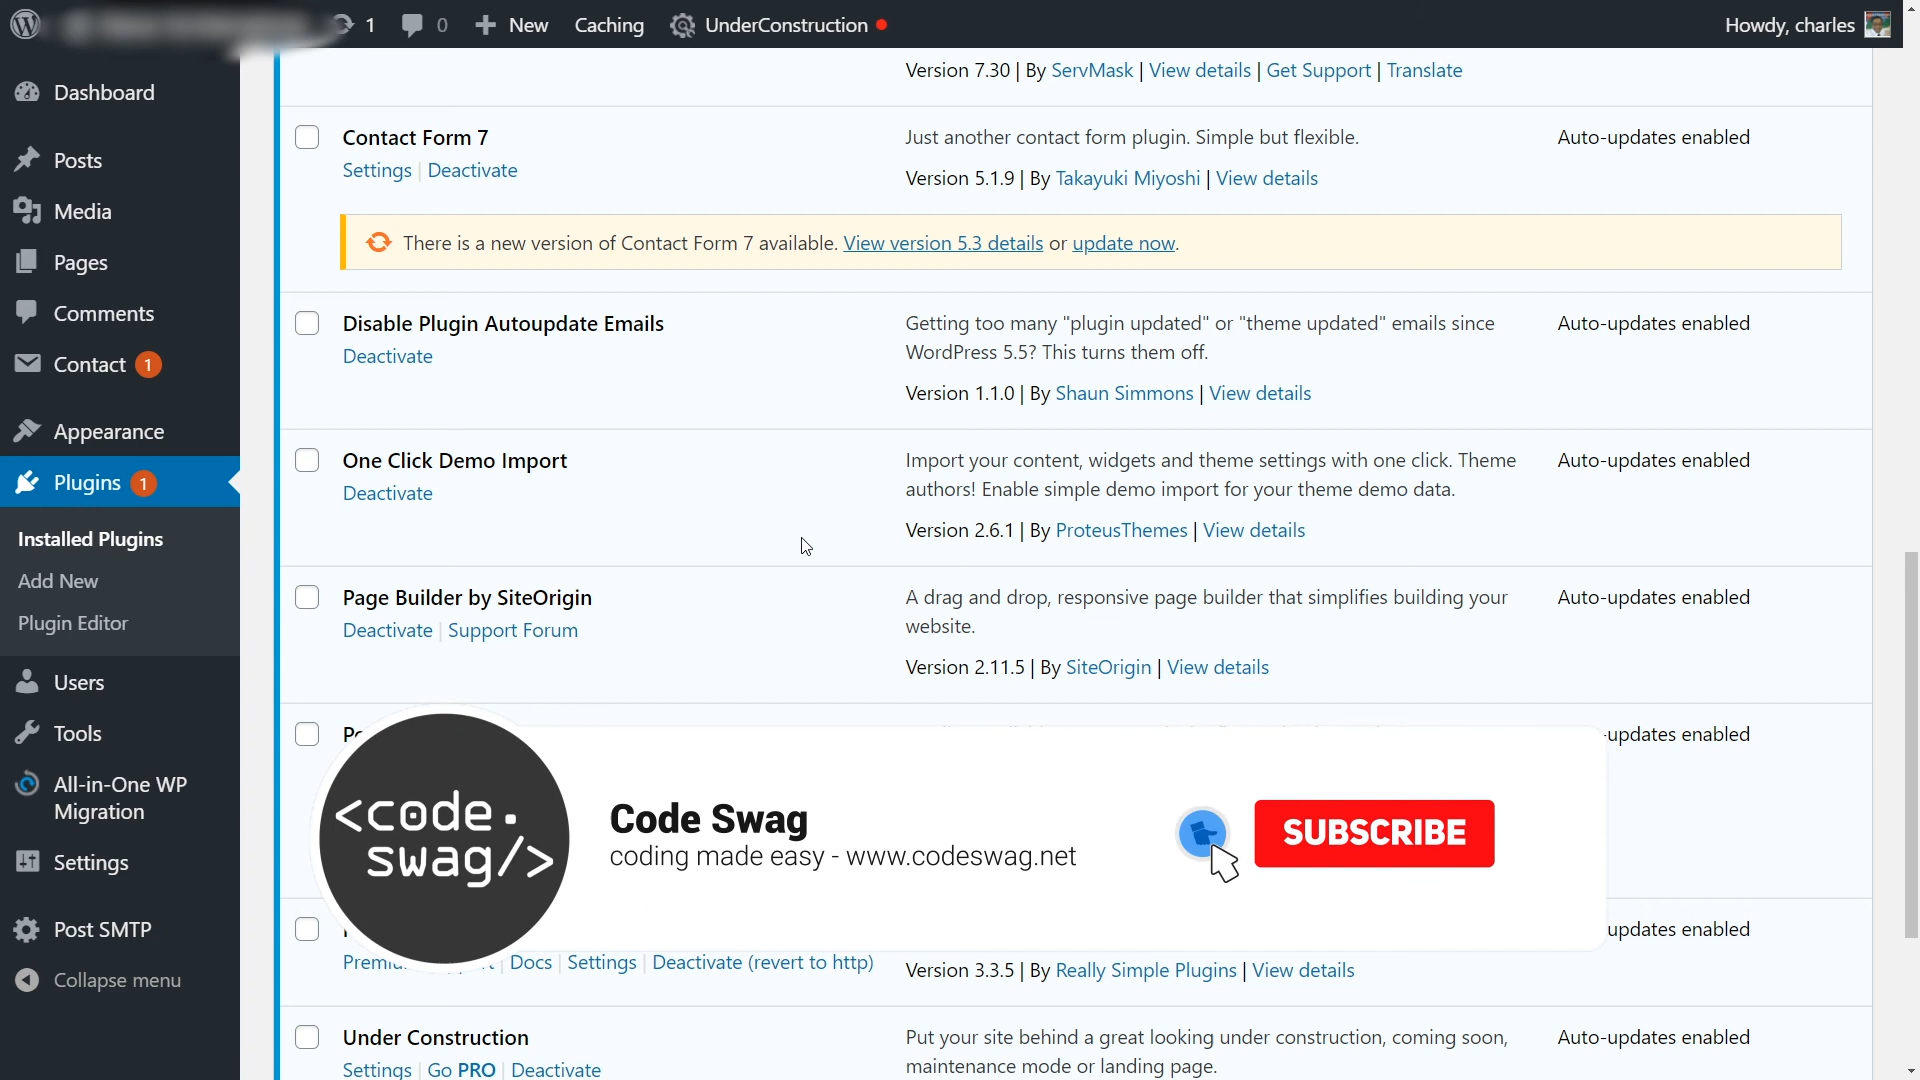 1
0
New
Caching
UnderConstruction
Howdy, charles
Dashboard
Posts
Media
Pages
Comments
Contact 1
Appearance
Plugins 1
Installed Plugins
Add New
Plugin Editor
Users
Tools
All-in-One WP
Migration
Settings
Post SMTP
Collapse menu
Version 7.30 | By ServMask | View details | Get Support | Translate
Contact Form 7
Settings | Deactivate
Just another contact form plugin. Simple but flexible.
Version 5.1.9 | By Takayuki Miyoshi | View details
Auto-updates enabled
There is a new version of Contact Form 7 available. View version 5.3 details or update now.
Disable Plugin Autoupdate Emails
Deactivate
Getting too many "plugin updated" or "theme updated" emails since
WordPress 5.5? This turns them off.
Version 1.1.0 | By Shaun Simmons | View details
Auto-updates enabled
One Click Demo Import
Deactivate
Import your content, widgets and theme settings with one click. Theme
authors! Enable simple demo import for your theme demo data.
Version 2.6.1 | By ProteusThemes | View details
Auto-updates enabled
Page Builder by SiteOrigin
Deactivate | Support Forum
A drag and drop, responsive page builder that simplifies building your
website.
Version 2.11.5 | By SiteOrigin | View details
Auto-updates enabled
-updates enabled
<code.
swag/>
Code Swag
coding made easy - www.codeswag.net
SUBSCRIBE
updates enabled
Docs | Settings | Deactivate (revert to http)
Version 3.3.5 | By Really Simple Plugins | View details
Under Construction
Settings | Go PRO | Deactivate
Put your site behind a great looking under construction, coming soon,
maintenance mode or landing page.
Auto-updates enabled